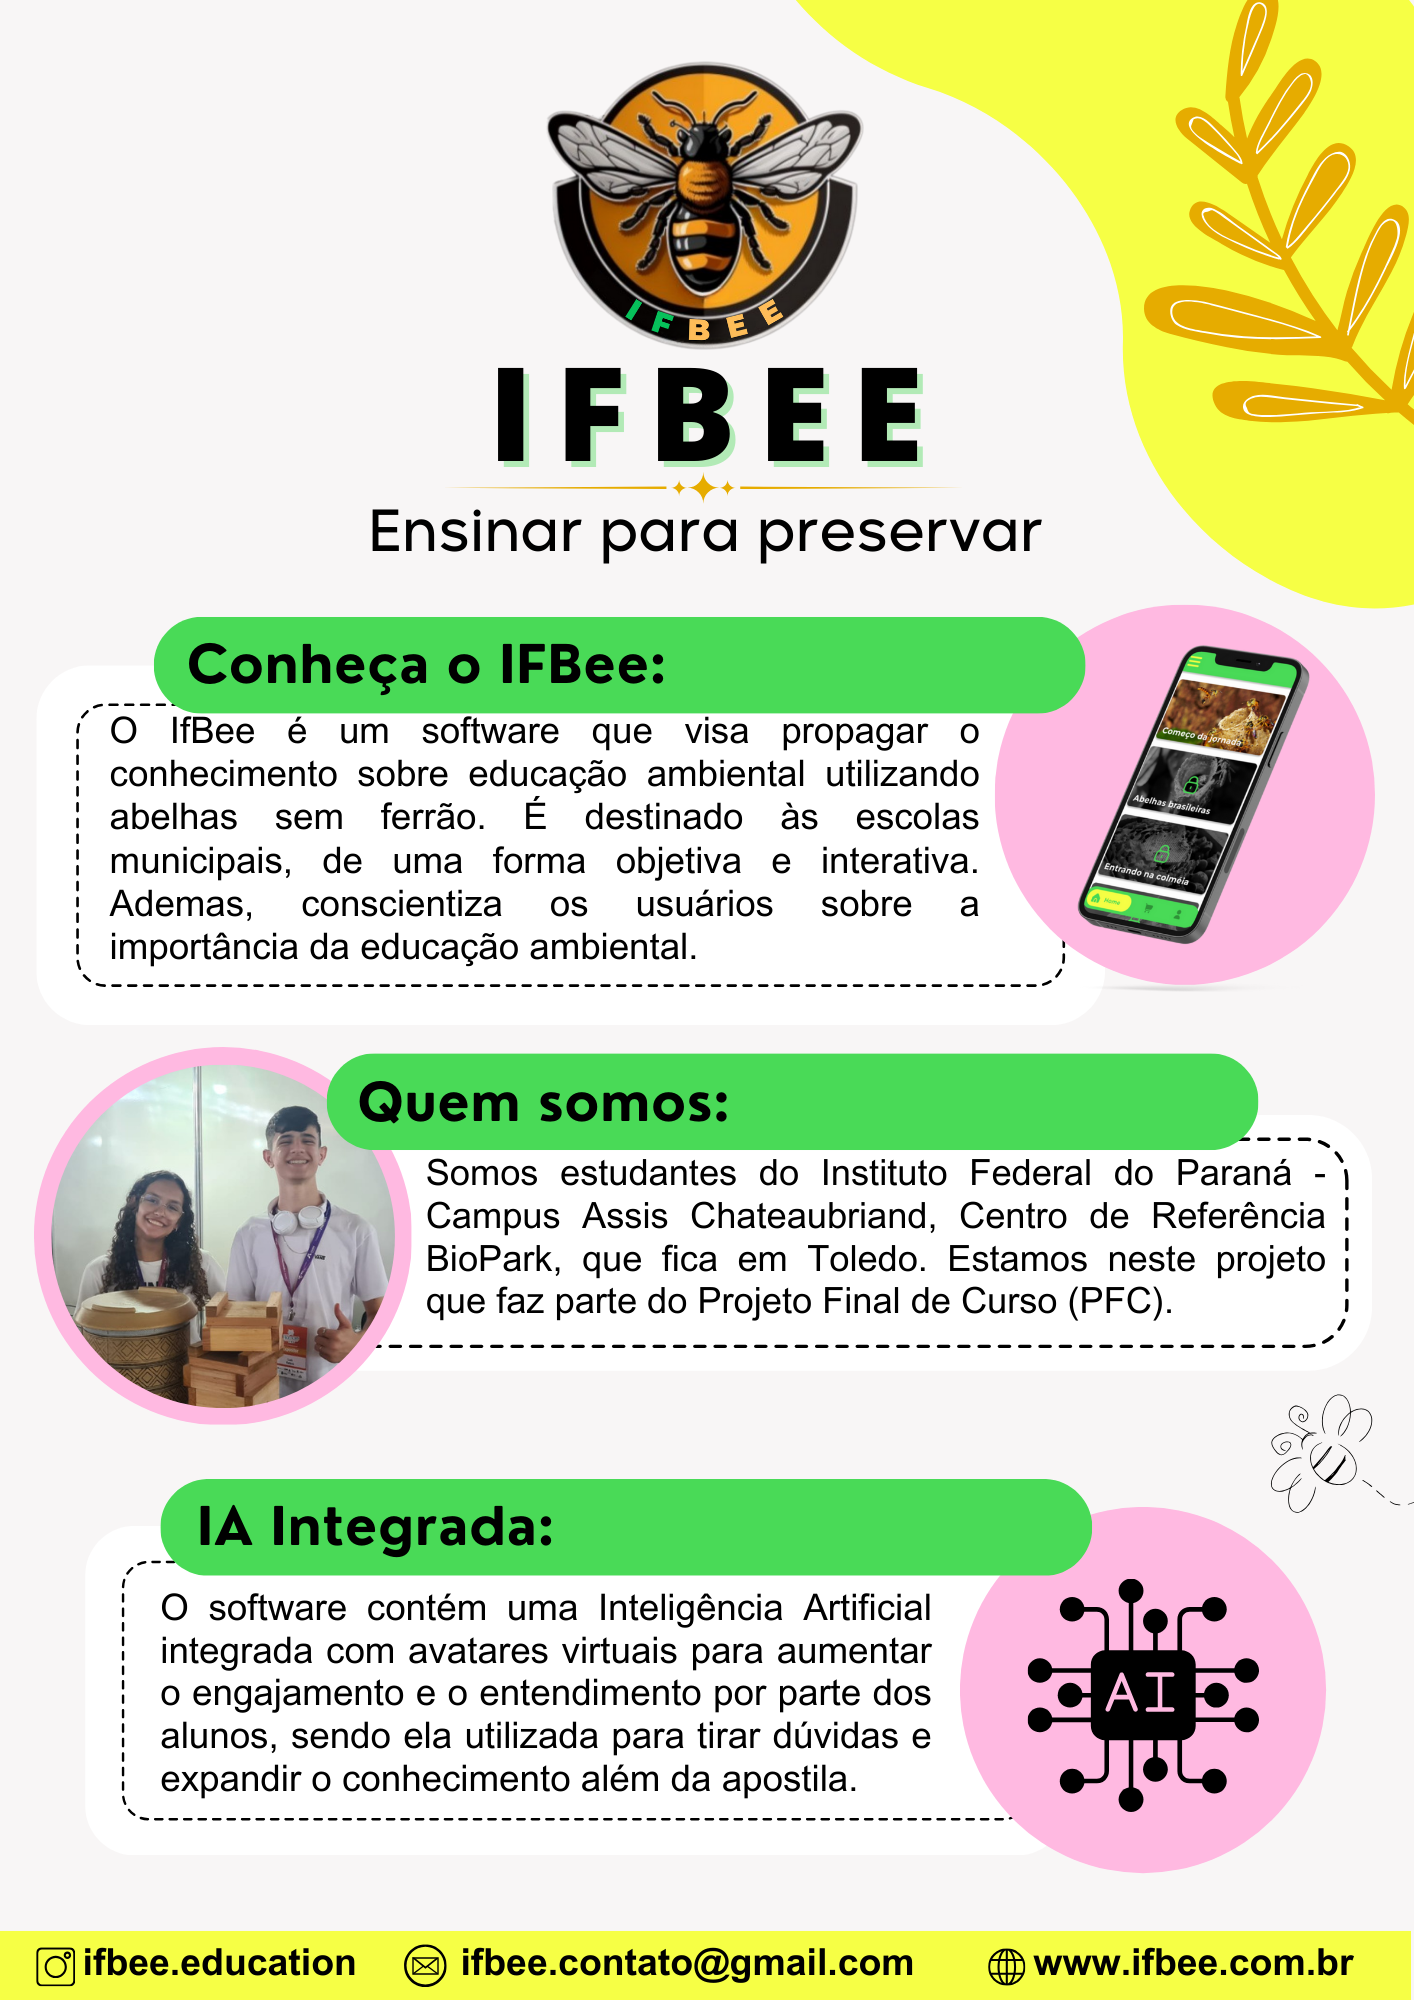 IFBEE
IFBEE
Ensinar para preservar
Conheça o IFBee:
O IfBee é um software que visa propagar o
conhecimento sobre educação ambiental utilizando
abelhas sem ferrão. É destinado às escolas
municipais, de uma forma objetiva e interativa.
Ademas, conscientiza os usuários sobre a
importância da educação ambiental.
Começo da jornada
Abelhas brasileiras
Entrando na colméia
Home
Quem somos:
Somos estudantes do Instituto Federal do Paraná -
Campus Assis Chateaubriand, Centro de Referência
BioPark, que fica em Toledo. Estamos neste projeto
que faz parte do Projeto Final de Curso (PFC).
IA Integrada:
O software contém uma Inteligência Artificial
integrada com avatares virtuais para aumentar
o engajamento e o entendimento por parte dos
alunos, sendo ela utilizada para tirar dúvidas e
expandir o conhecimento além da apostila.
AI
ifbee.education
ifbee.contato@gmail.com
www.ifbee.com.br